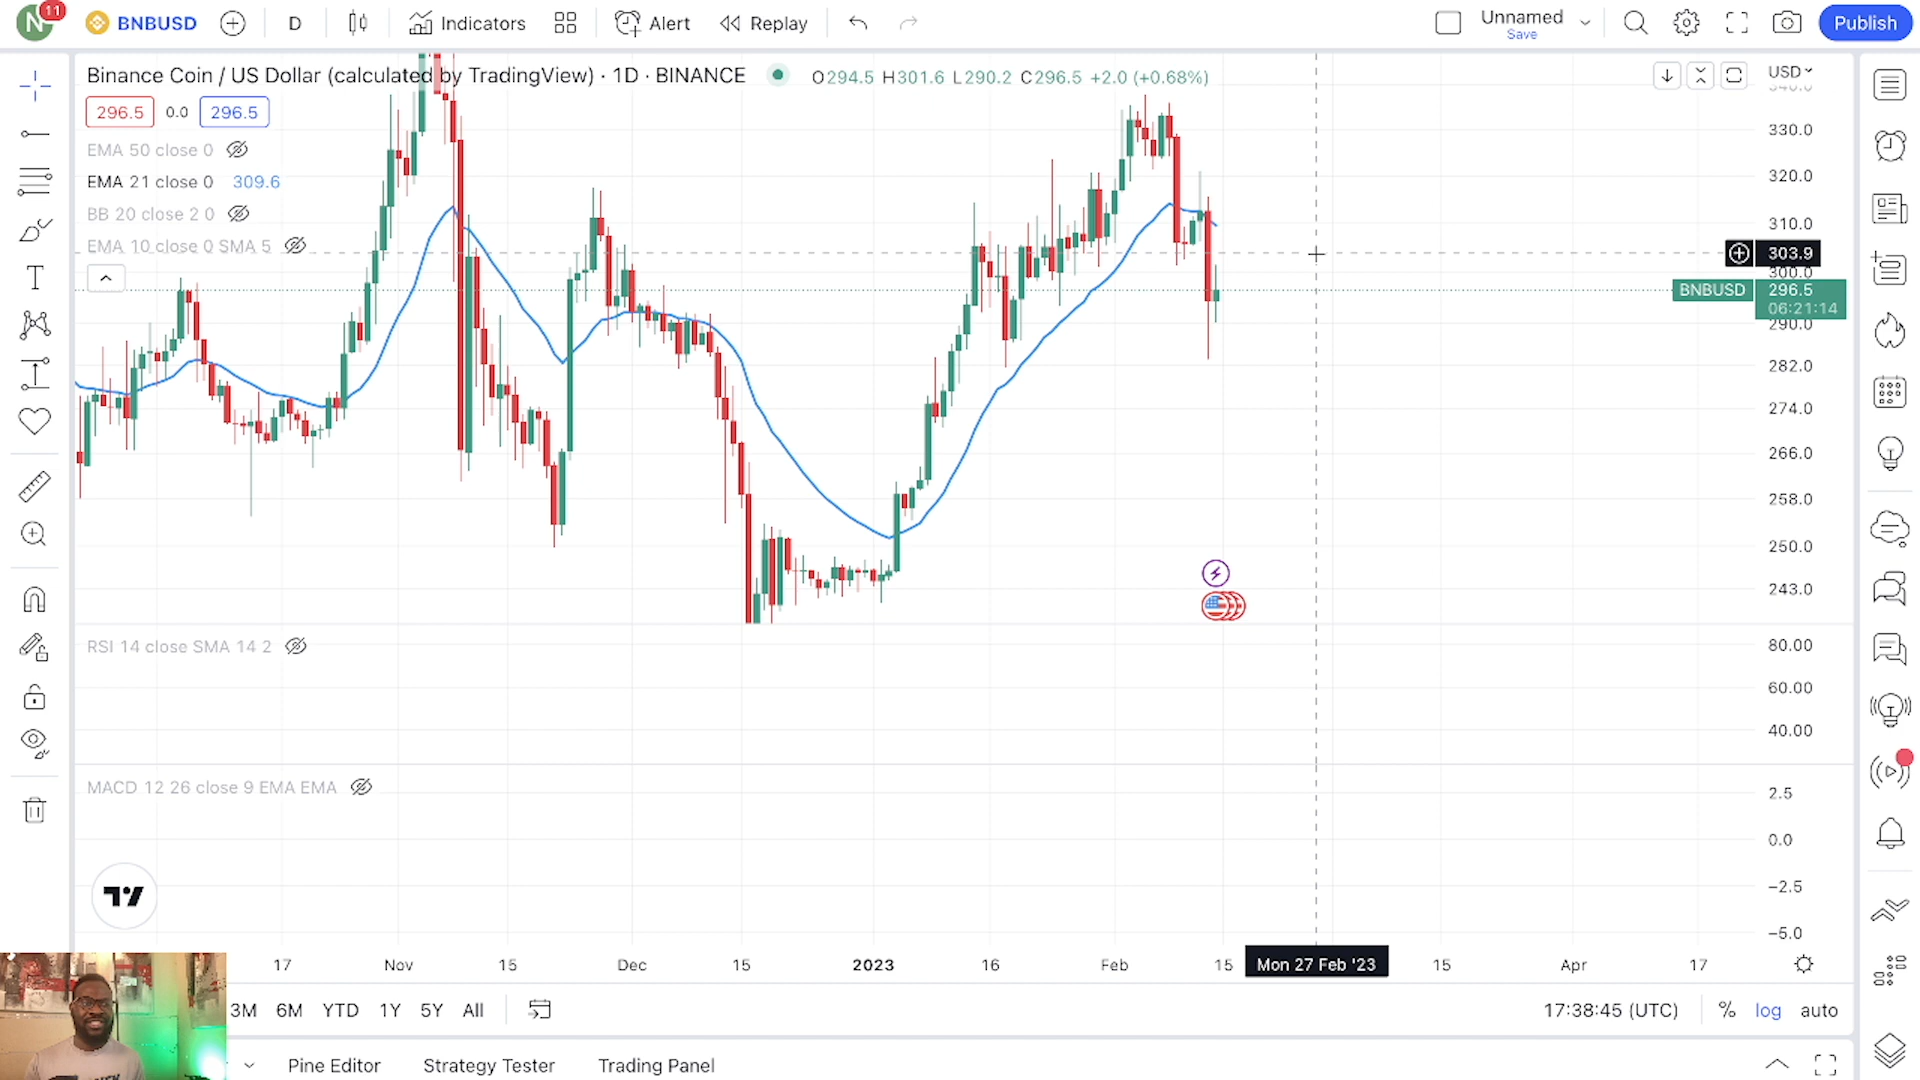 N 11 BNBUSD D Indicators Alert Replay Unnamed Publish
Save
Binance Coin / US Dollar (calculated by TradingView) · 1D · BINANCE O294.5 H301.6 L290.2 C296.5 +2.0 (+0.68%) USD
296.5 0.0 296.5
EMA 50 close 0
EMA 21 close 0 309.6
BB 20 close 2 0
EMA 10 close 0 SMA 5
340.0
330.0
320.0
310.0
303.9
300.0
BNBUSD 296.5
06:21:14
290.0
282.0
274.0
266.0
258.0
250.0
243.0
RSI 14 close SMA 14 2
80.00
60.00
40.00
MACD 12 26 close 9 EMA EMA
2.5
0.0
−2.5
−5.0
17 Nov 15 Dec 15 2023 16 Feb 15 Mon 27 Feb '23 15 Apr 17
3M 6M YTD 1Y 5Y All 17:38:45 (UTC) % log auto
Pine Editor Strategy Tester Trading Panel